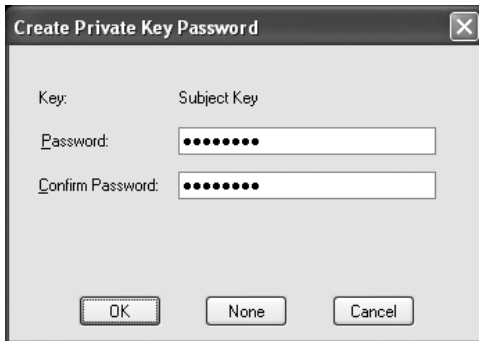 Create Private Key Password
Key: Subject Key
Password: ●●●●●●●●
Confirm Password: ●●●●●●●●
OK None Cancel